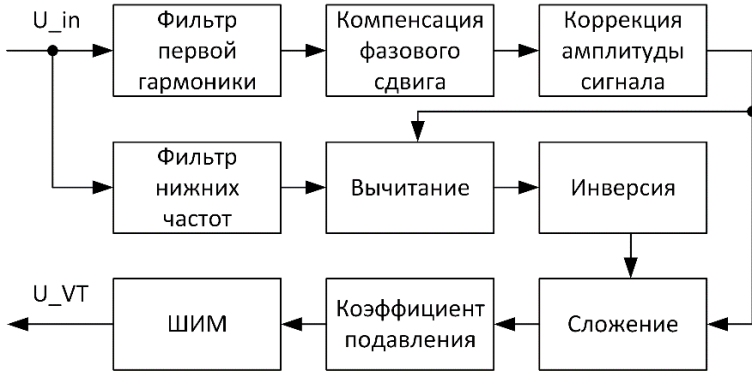 U_in
Фильтр
первой
гармоники
Компенсация
фазового
сдвига
Коррекция
амплитуды
сигнала
Фильтр
нижних
частот
Вычитание
Инверсия
U_VT
ШИМ
Коэффициент
подавления
Сложение